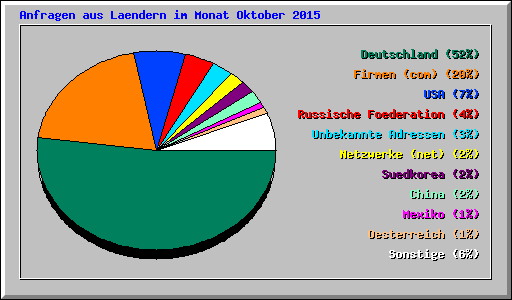 Anfragen aus Laendern im Monat Oktober 2015
Deutschland (52%)
Firmen (com) (20%)
USA (7%)
Russische Foederation (4%)
Unbekannte Adressen (3%)
Netzwerke (net) (2%)
Suedkorea (2%)
China (2%)
Mexiko (1%)
Oesterreich (1%)
Sonstige (6%)